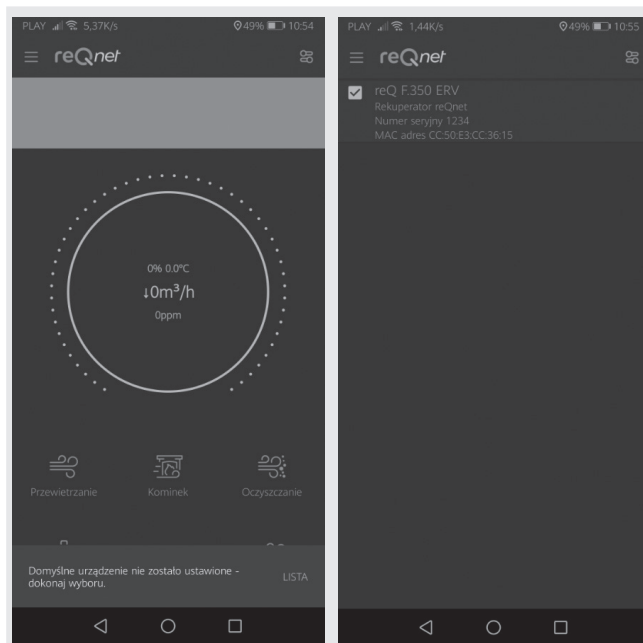 PLAY 5,37K/s 49% 10:54
reQnet
0% 0.0°C
↓0m³/h
0ppm
Przewietrzanie Kominek Oczyszczanie
Domyślne urządzenie nie zostało ustawione -
dokonaj wyboru.
LISTA
PLAY 1,44K/s 49% 10:55
reQnet
reQ F.350 ERV
Rekuperator reQnet
Numer seryjny 1234
MAC adres CC:50:E3:CC:36:15